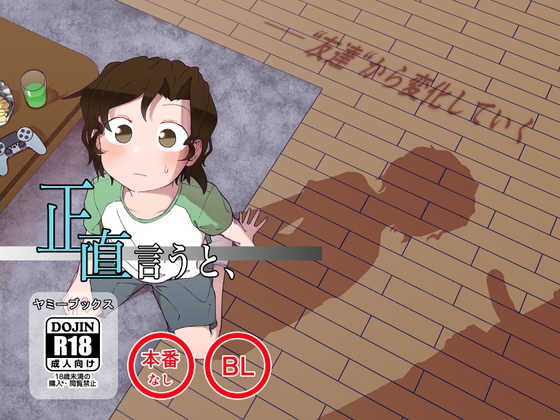 ──“友達”から変化していく
正直言うと、
ヤミーブックス
DOJIN
R18
成人向け
18歳未満の
購入・閲覧禁止
本番
なし
BL